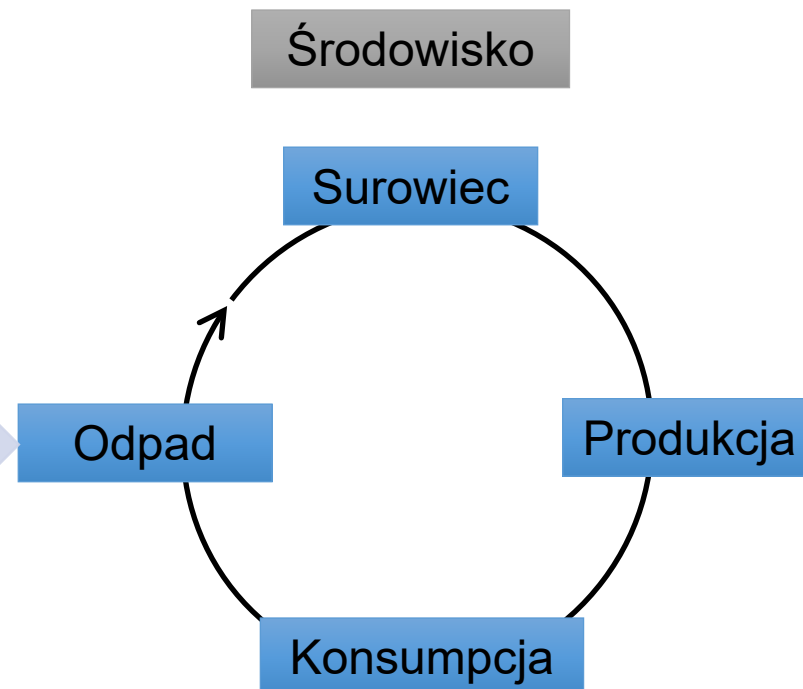 Środowisko
Surowiec
Produkcja
Odpad
Konsumpcja